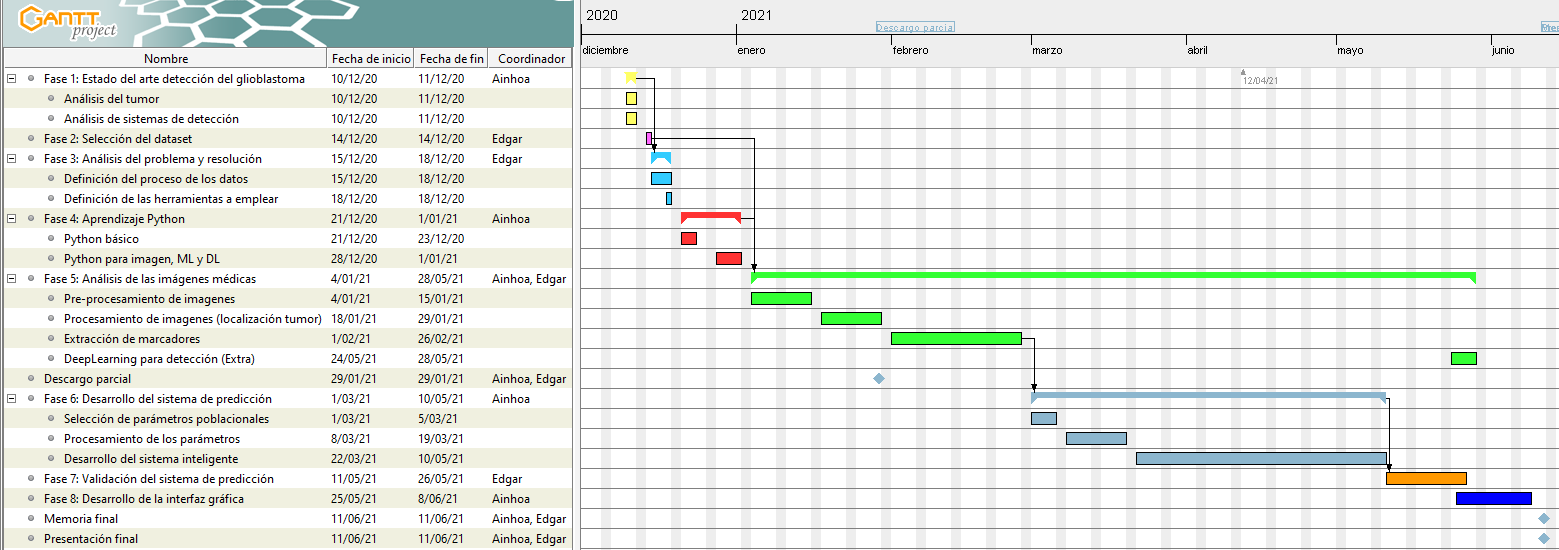 GANTT
project
2020 2021
Descargo parcial
diciembre enero febrero marzo abril mayo junio
Nombre Fecha de inicio Fecha de fin Coordinador
12/04/21
Fase 1: Estado del arte detección del glioblastoma 10/12/20 11/12/20 Ainhoa
Análisis del tumor 10/12/20 11/12/20
Análisis de sistemas de detección 10/12/20 11/12/20
Fase 2: Selección del dataset 14/12/20 14/12/20 Edgar
Fase 3: Análisis del problema y resolución 15/12/20 18/12/20 Edgar
Definición del proceso de los datos 15/12/20 18/12/20
Definición de las herramientas a emplear 18/12/20 18/12/20
Fase 4: Aprendizaje Python 21/12/20 1/01/21 Ainhoa
Python básico 21/12/20 23/12/20
Python para imagen, ML y DL 28/12/20 1/01/21
Fase 5: Análisis de las imágenes médicas 4/01/21 28/05/21 Ainhoa, Edgar
Pre-procesamiento de imagenes 4/01/21 15/01/21
Procesamiento de imagenes (localización tumor) 18/01/21 29/01/21
Extracción de marcadores 1/02/21 26/02/21
DeepLearning para detección (Extra) 24/05/21 28/05/21
Descargo parcial 29/01/21 29/01/21 Ainhoa, Edgar
Fase 6: Desarrollo del sistema de predicción 1/03/21 10/05/21 Ainhoa
Selección de parámetros poblacionales 1/03/21 5/03/21
Procesamiento de los parámetros 8/03/21 19/03/21
Desarrollo del sistema inteligente 22/03/21 10/05/21
Fase 7: Validación del sistema de predicción 11/05/21 26/05/21 Edgar
Fase 8: Desarrollo de la interfaz gráfica 25/05/21 8/06/21 Ainhoa
Memoria final 11/06/21 11/06/21 Ainhoa, Edgar
Presentación final 11/06/21 11/06/21 Ainhoa, Edgar